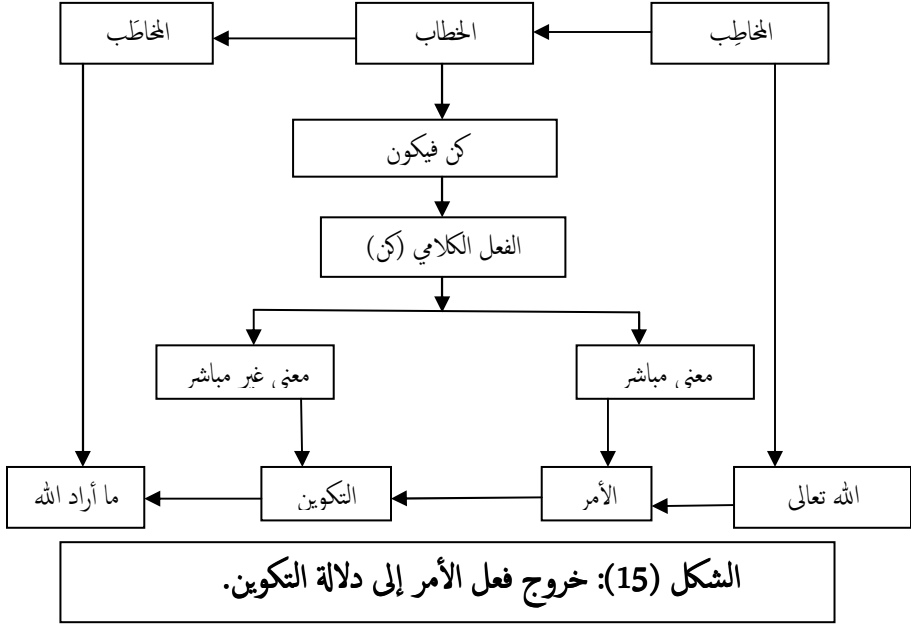 المخاطِب
الخطاب
المخاطَب
كن فيكون
الفعل الكلامي (كن)
معنى مباشر
معنى غير مباشر
الله تعالى
الأمر
التكوين
ما أراد الله
الشكل (15): خروج فعل الأمر إلى دلالة التكوين.